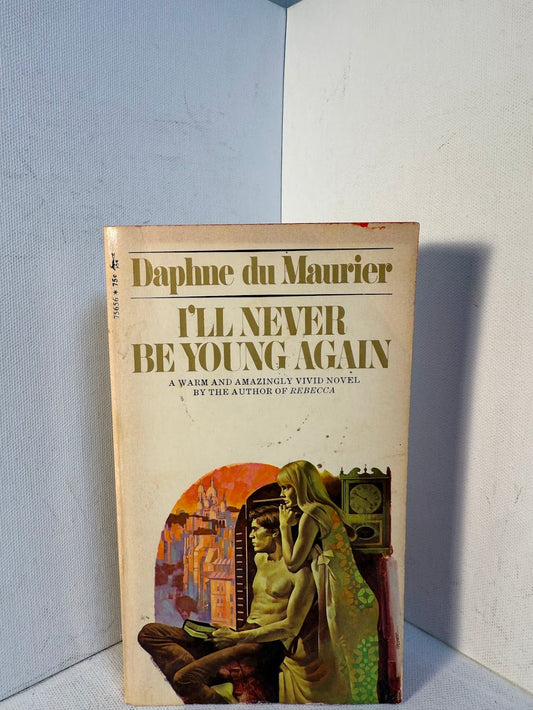 Daphne du Maurier
I'LL NEVER
BE YOUNG AGAIN
A WARM AND AMAZINGLY VIVID NOVEL
BY THE AUTHOR OF REBECCA
75656 * 75¢